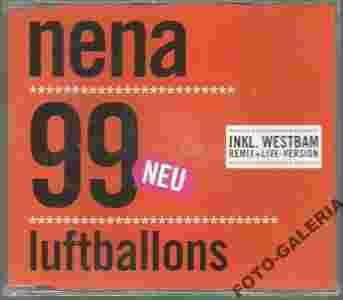 nena
99
NEU
luftballons
INKL. WESTBAM
REMIX+LIVE-VERSION
FOTO-GALERIA